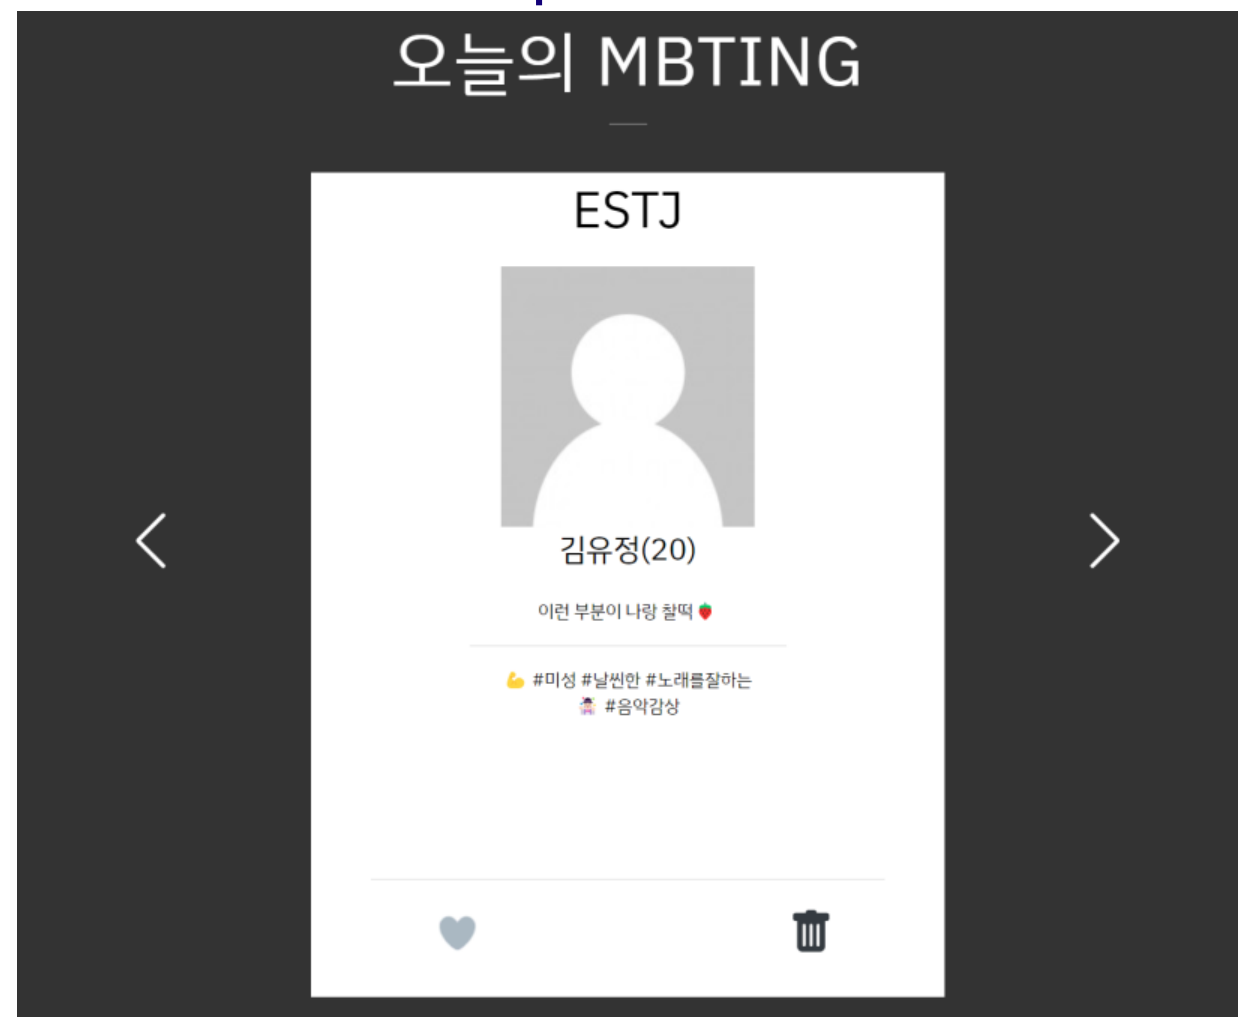 오늘의 MBTING
ESTJ
김유정(20)
이런 부분이 나랑 찰떡 🍓
💪 #미성 #날씬한 #노래를잘하는
#음악감상